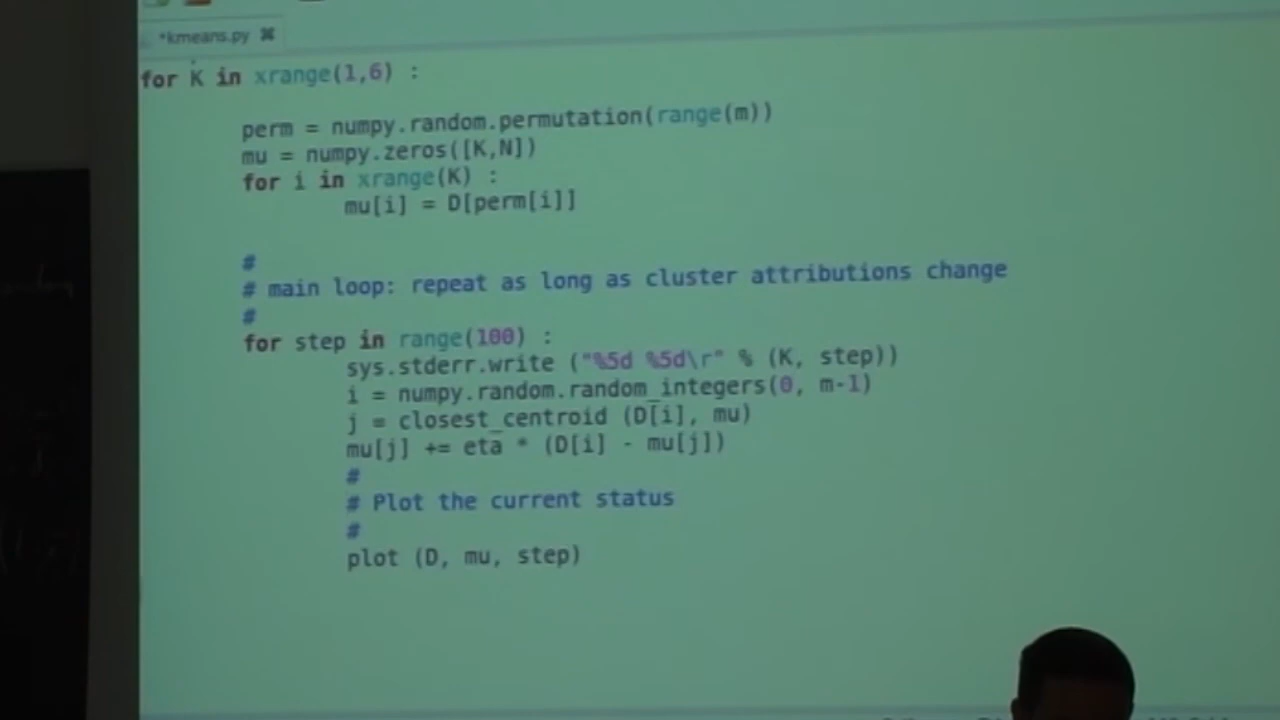 *kmeans.py ✖
for K in xrange(1,6) :
perm = numpy.random.permutation(range(m))
mu = numpy.zeros([K,N])
for i in xrange(K) :
mu[i] = D[perm[i]]
#
# main loop: repeat as long as cluster attributions change
#
for step in range(100) :
sys.stderr.write ("%5d %5d\r" % (K, step))
i = numpy.random.random_integers(0, m-1)
j = closest_centroid (D[i], mu)
mu[j] += eta * (D[i] - mu[j])
#
# Plot the current status
#
plot (D, mu, step)